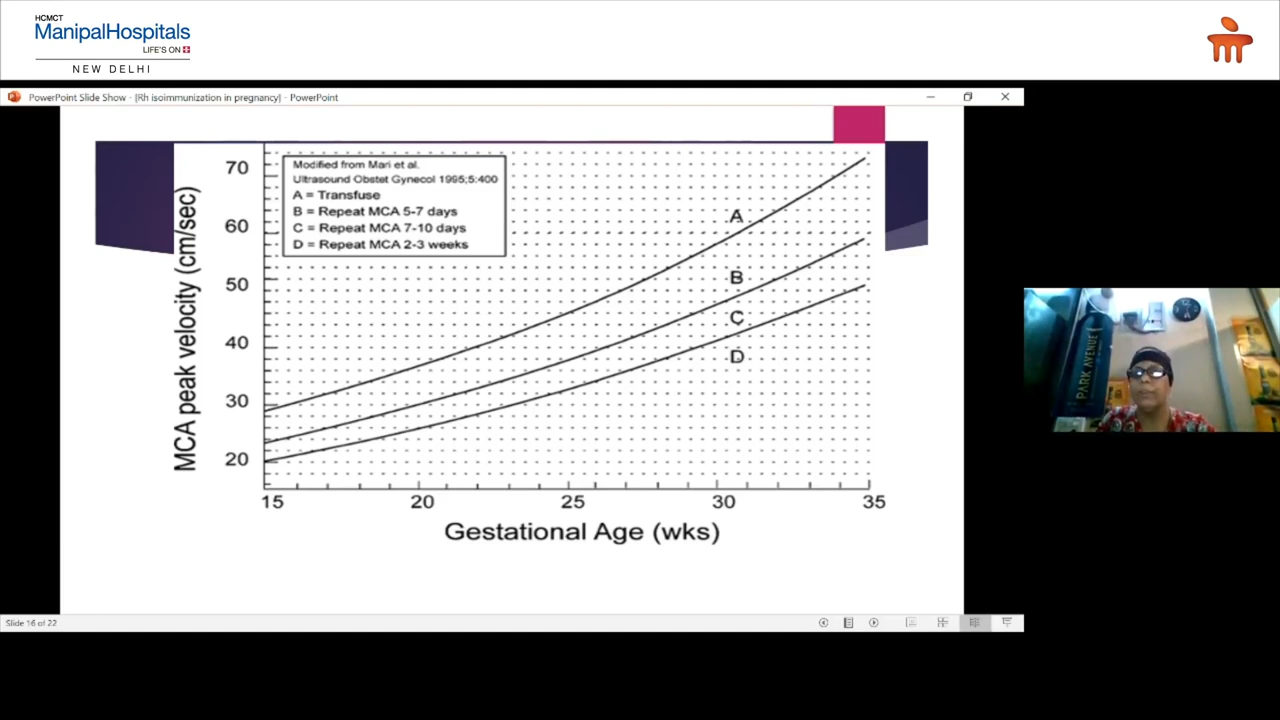 HCMCT
ManipalHospitals
LIFE'S ON
NEW DELHI
PowerPoint Slide Show - [Rh isoimmunization in pregnancy] - PowerPoint
Modified from Mari et al.
Ultrasound Obstet Gynecol 1995;5:400
A = Transfuse
B = Repeat MCA 5-7 days
C = Repeat MCA 7-10 days
D = Repeat MCA 2-3 weeks
MCA peak velocity (cm/sec)
70
60
50
40
30
20
A
B
C
D
15 20 25 30 35
Gestational Age (wks)
PARK AVENUE
Slide 16 of 22